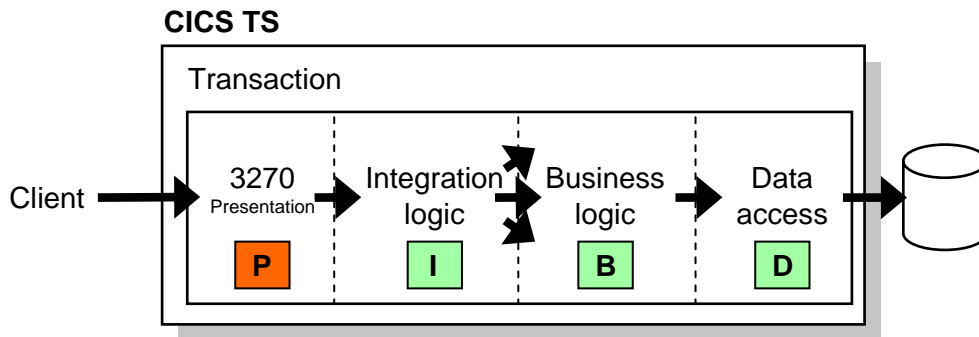 CICS TS
Transaction
Client
3270
Presentation
Integration
logic
Business
logic
Data
access
P
I
B
D